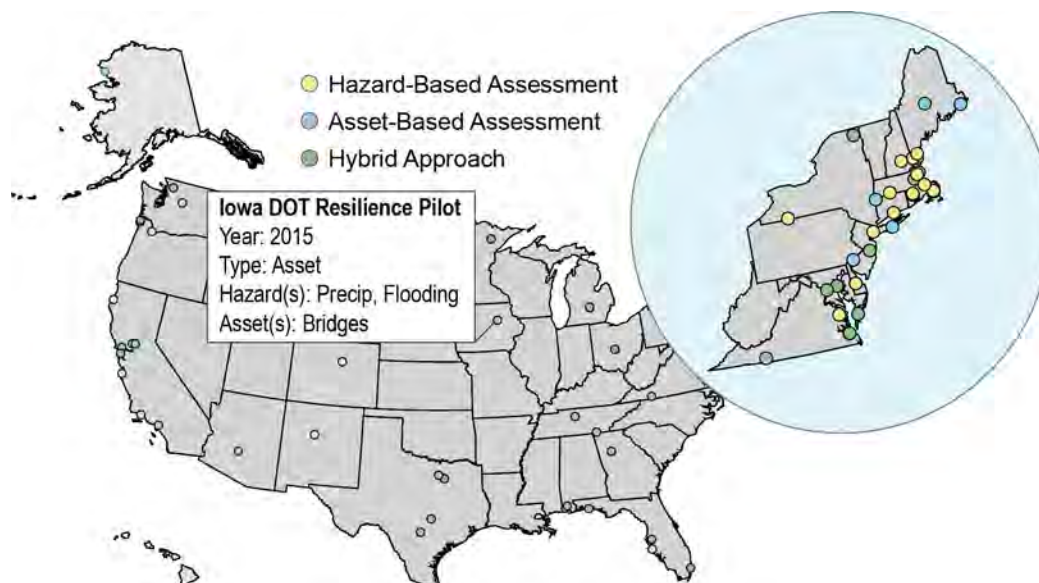 Hazard-Based Assessment
Asset-Based Assessment
Hybrid Approach
Iowa DOT Resilience Pilot
Year: 2015
Type: Asset
Hazard(s): Precip, Flooding
Asset(s): Bridges